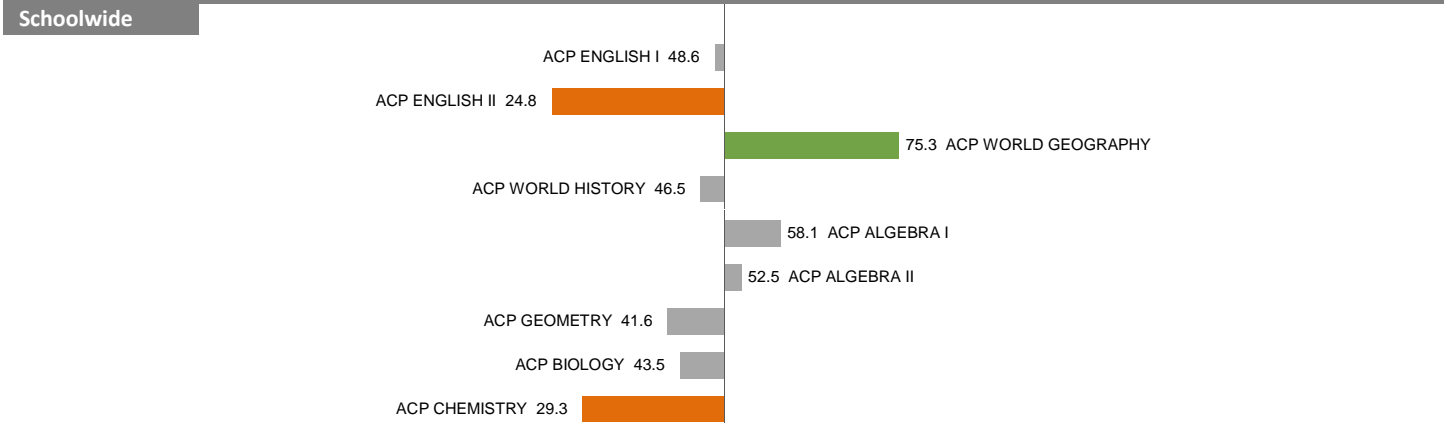 Schoolwide
ACP ENGLISH I 48.6
ACP ENGLISH II 24.8
75.3 ACP WORLD GEOGRAPHY
ACP WORLD HISTORY 46.5
58.1 ACP ALGEBRA I
52.5 ACP ALGEBRA II
ACP GEOMETRY 41.6
ACP BIOLOGY 43.5
ACP CHEMISTRY 29.3